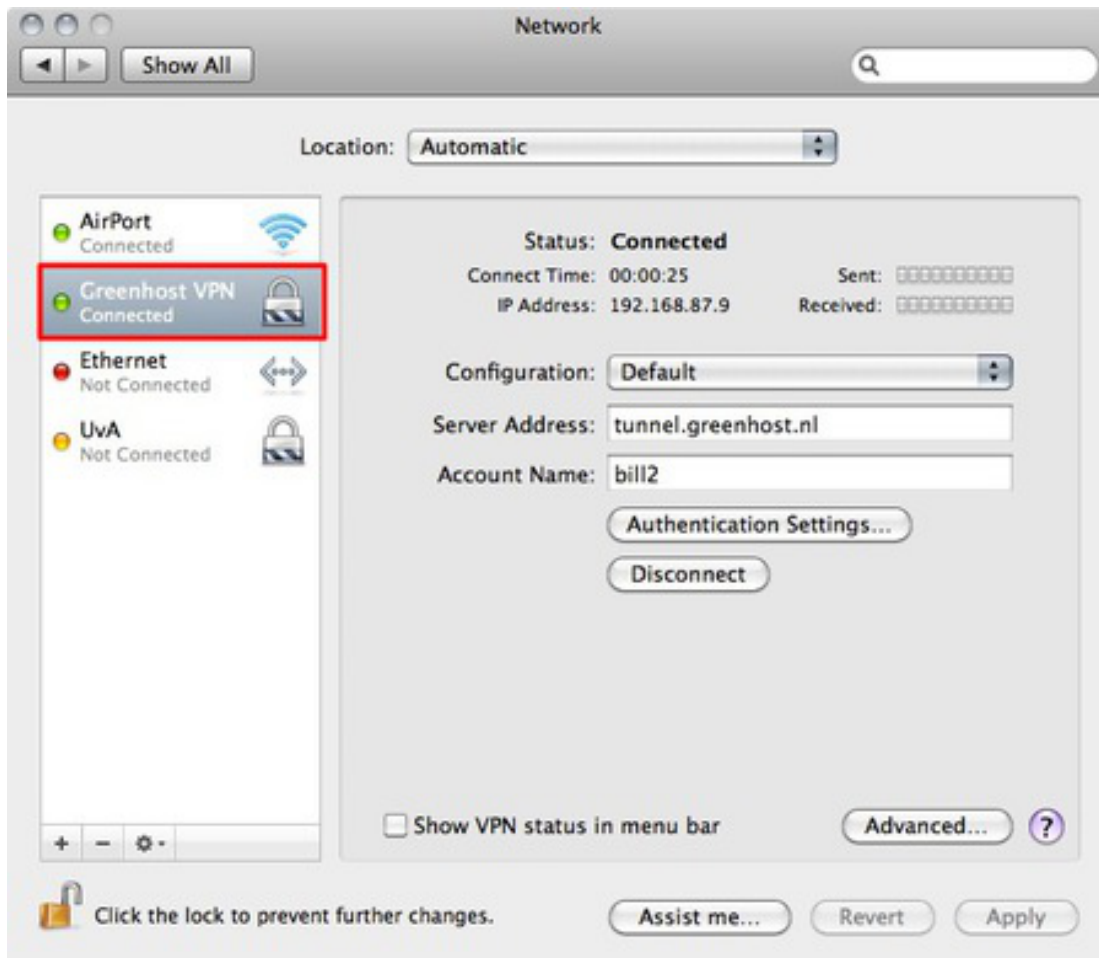 Network
Show All
Location: Automatic
AirPort
Connected
Greenhost VPN
Connected
Ethernet
Not Connected
UvA
Not Connected
Status: Connected
Connect Time: 00:00:25 Sent:
IP Address: 192.168.87.9 Received:
Configuration: Default
Server Address: tunnel.greenhost.nl
Account Name: bill2
Authentication Settings...
Disconnect
Show VPN status in menu bar
Advanced... ?
+ -
Click the lock to prevent further changes.
Assist me... Revert Apply